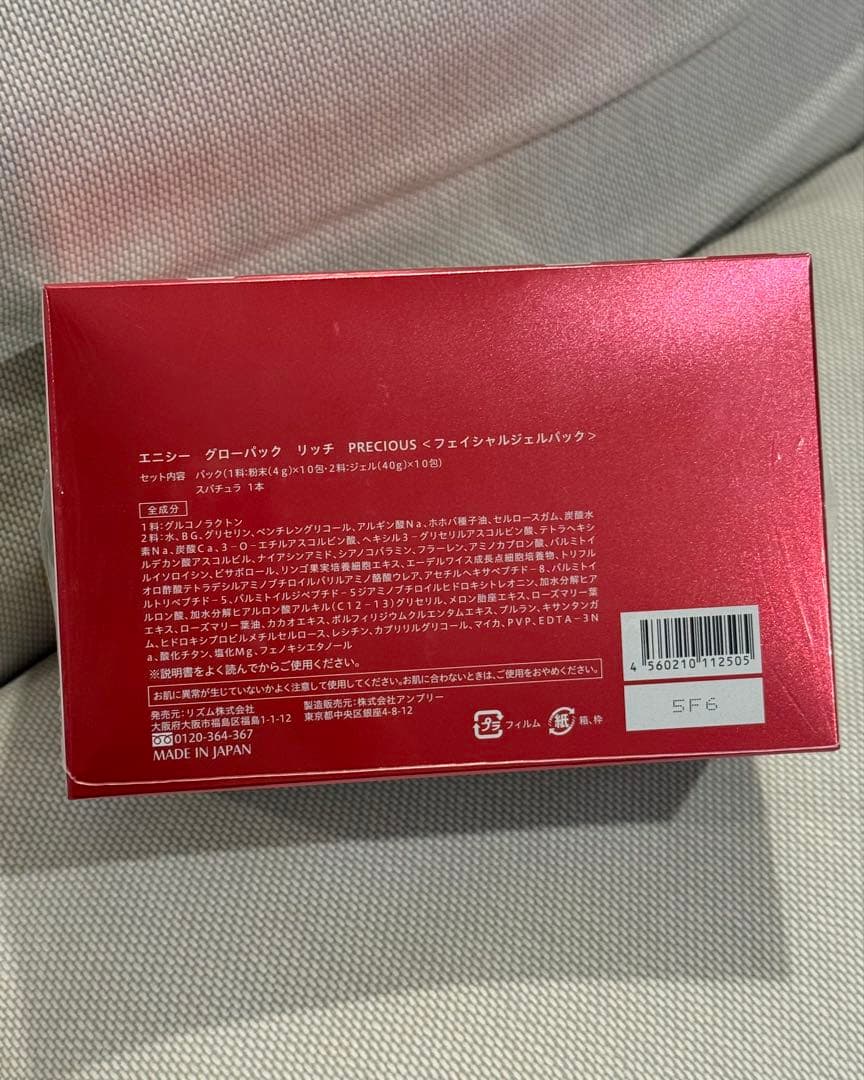 エニシー グローパック リッチ PRECIOUS <フェイシャルジェルパック>
セット内容 パック(1料:粉末(4g)×10包・2料:ジェル(40g)×10包)
スパチュラ 1本
全成分
1料:グルコノラクトン
2料:水、BG、グリセリン、ペンチレングリコール、アルギン酸Na、ホホバ種子油、セルロースガム、炭酸水
素Na、炭酸Ca、3-O-エチルアスコルビン酸、ヘキシル3-グリセリルアスコルビン酸、テトラヘキシ
ルデカン酸アスコルビル、ナイアシンアミド、シアノコバラミン、フラーレン、アミノカプロン酸、パルミトイ
ルイソロイシン、ビサボロール、リンゴ果実培養細胞エキス、エーデルワイス成長点細胞培養物、トリフル
オロ酢酸テトラデシルアミノブチロイルバリルアミノ酪酸ウレア、アセチルヘキサペプチド-8、パルミトイ
ルトリペプチド-5、パルミトイルジペプチド-5ジアミノブチロイルヒドロキシトレオニン、加水分解ヒア
ルロン酸、加水分解ヒアルロン酸アルキル(C12-13)グリセリル、メロン胎座エキス、ローズマリー葉
エキス、ローズマリー葉油、カカオエキス、ポルフィリジウムクルエンタムエキス、プルラン、キサンタンガ
ム、ヒドロキシプロピルメチルセルロース、レシチン、カプリリルグリコール、マイカ、PVP、EDTA-3N
a、酸化チタン、塩化Mg、フェノキシエタノール
※説明書をよく読んでからご使用ください。
お肌に異常が生じていないかよく注意して使用してください。お肌に合わないときは、ご使用をおやめください。
発売元:リズム株式会社 製造販売元:株式会社アンプリー
大阪府大阪市福島区福島1-1-12 東京都中央区銀座4-8-12
0120-364-367
MADE IN JAPAN
プラ フィルム 紙 箱、枠
4 560210 112505
5F6